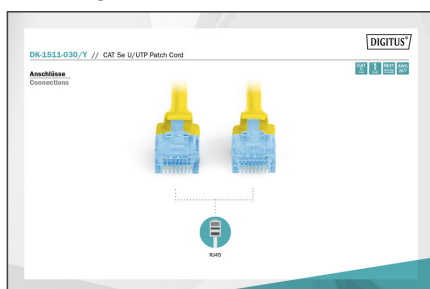 DIGITUS®
DK-1511-030/Y // CAT 5e U/UTP Patch Cord
Anschlüsse
Connections
RJ45